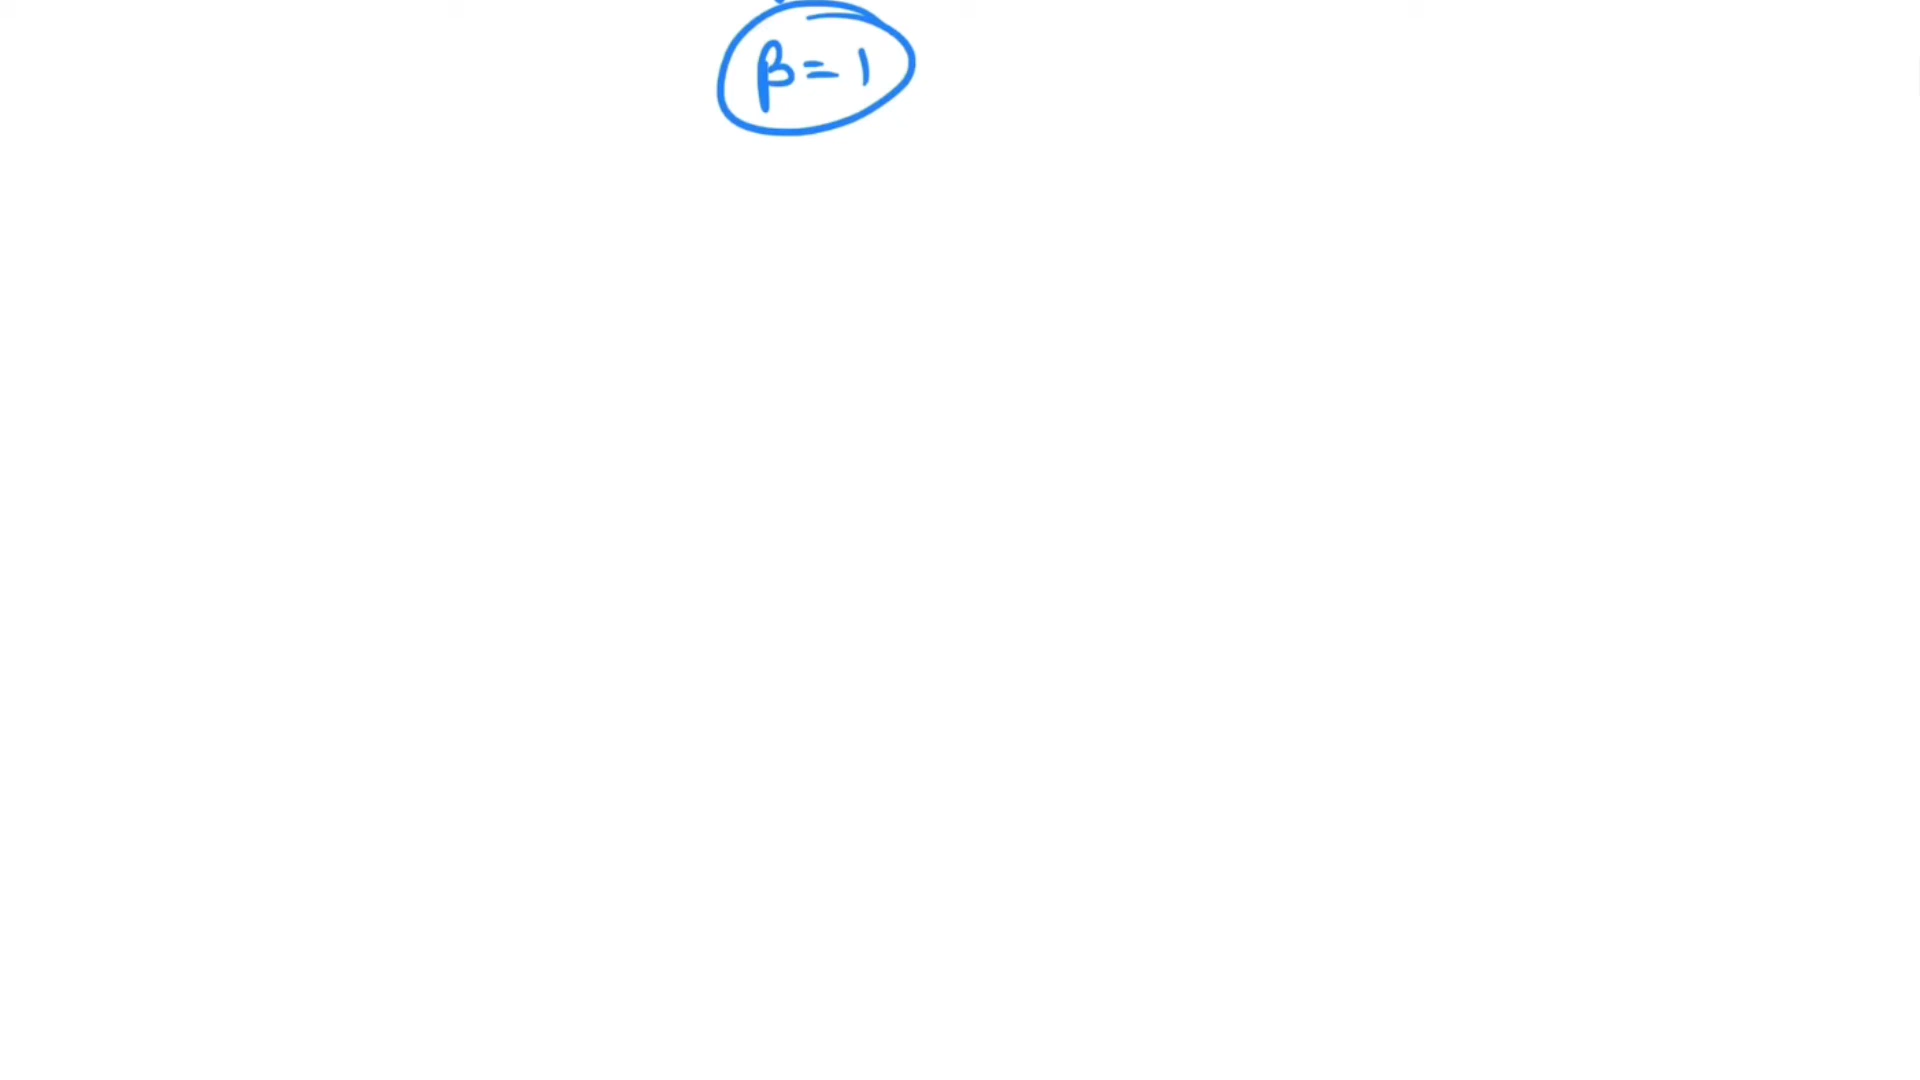 β = 1